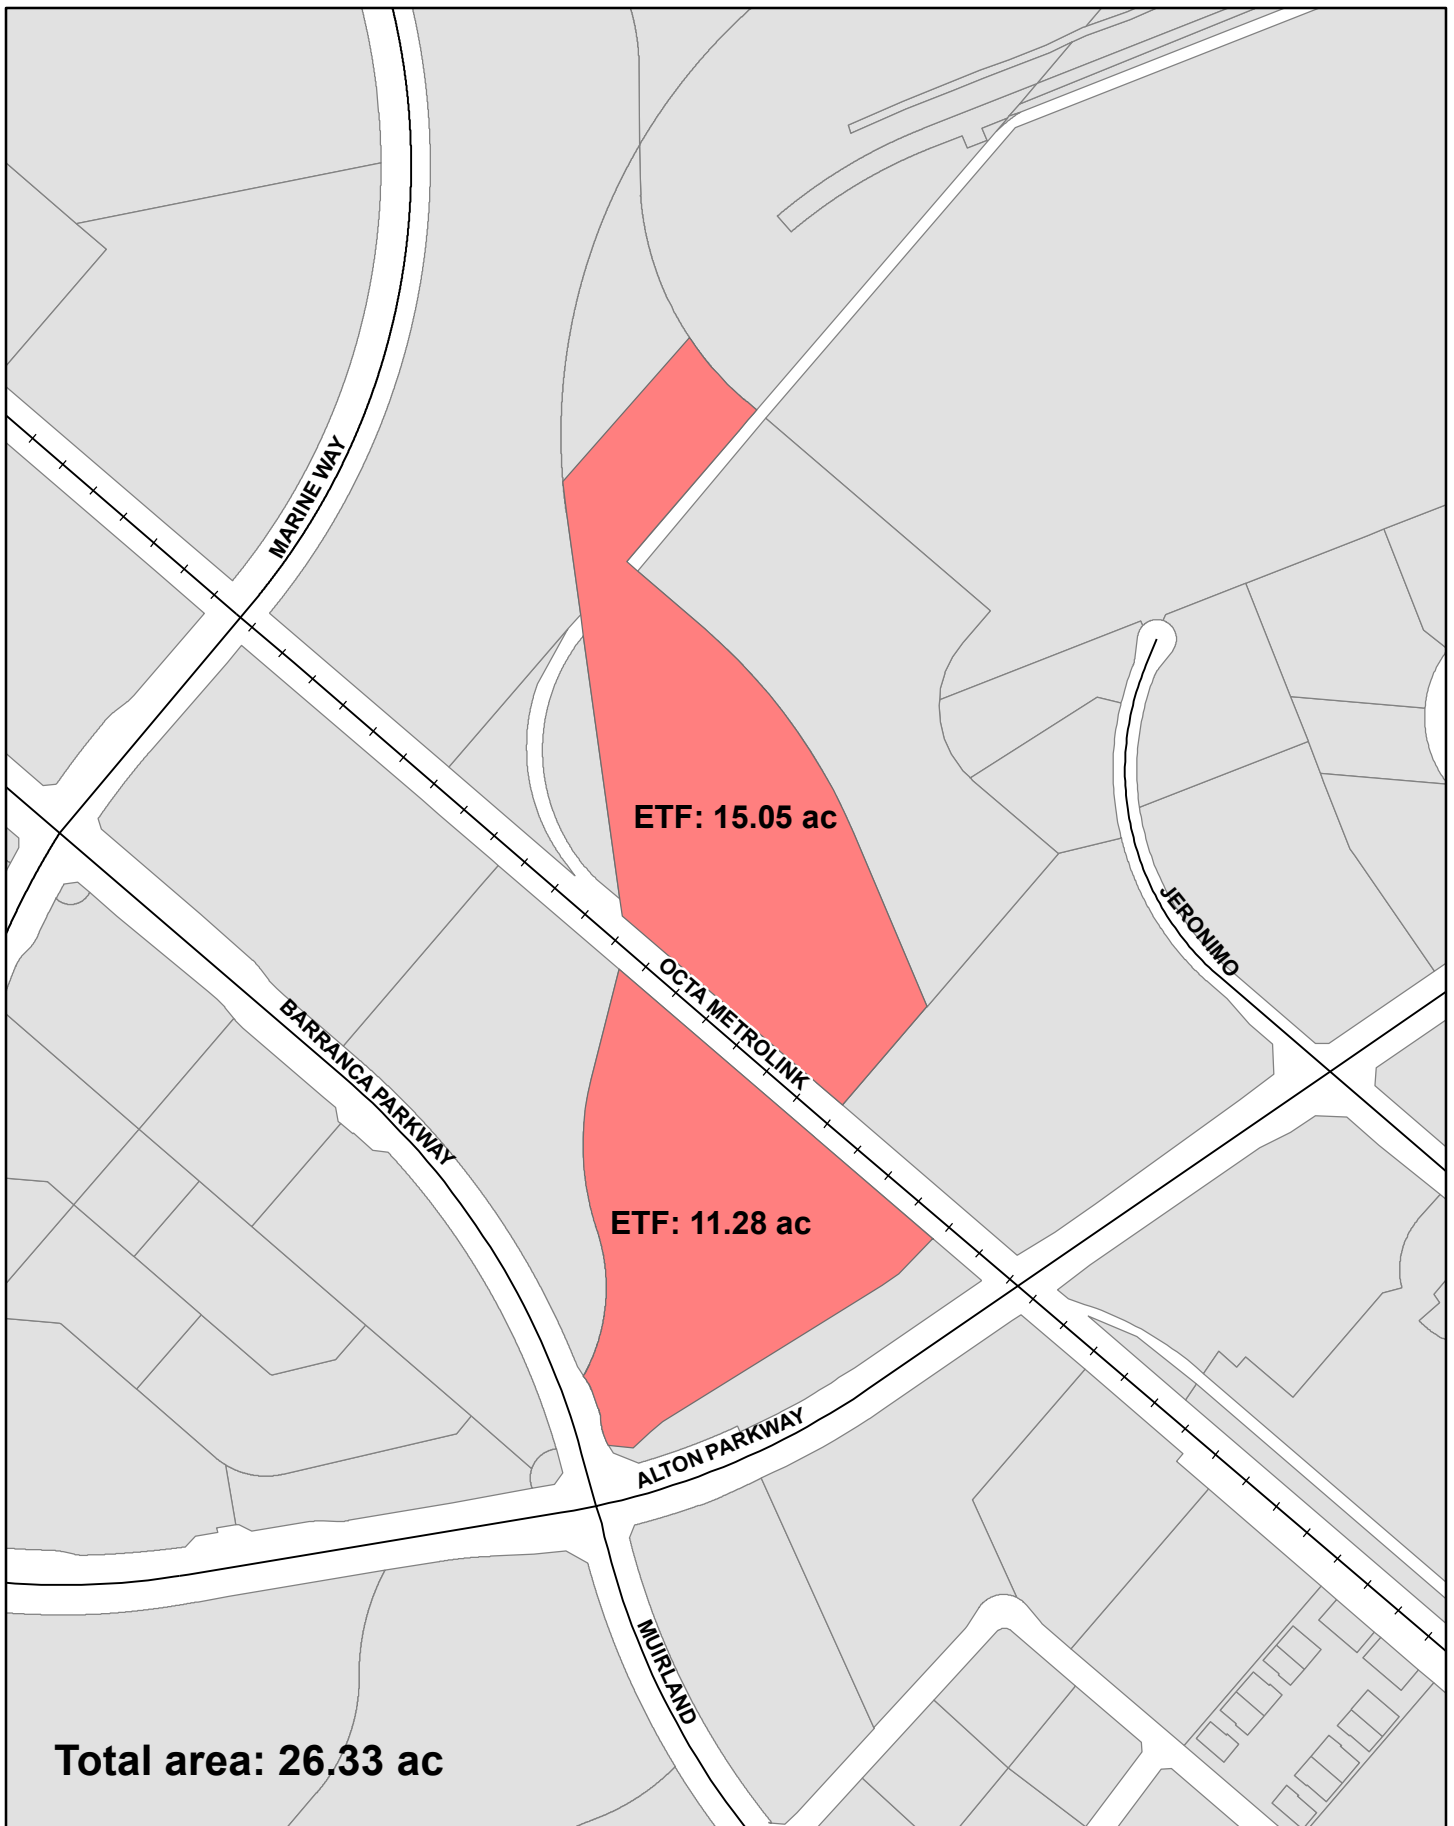 MARINE WAY
ETF: 15.05 ac
JERONIMO
OCTA METROLINK
BARRANCA PARKWAY
ETF: 11.28 ac
ALTON PARKWAY
MUIRLAND
Total area: 26.33 ac